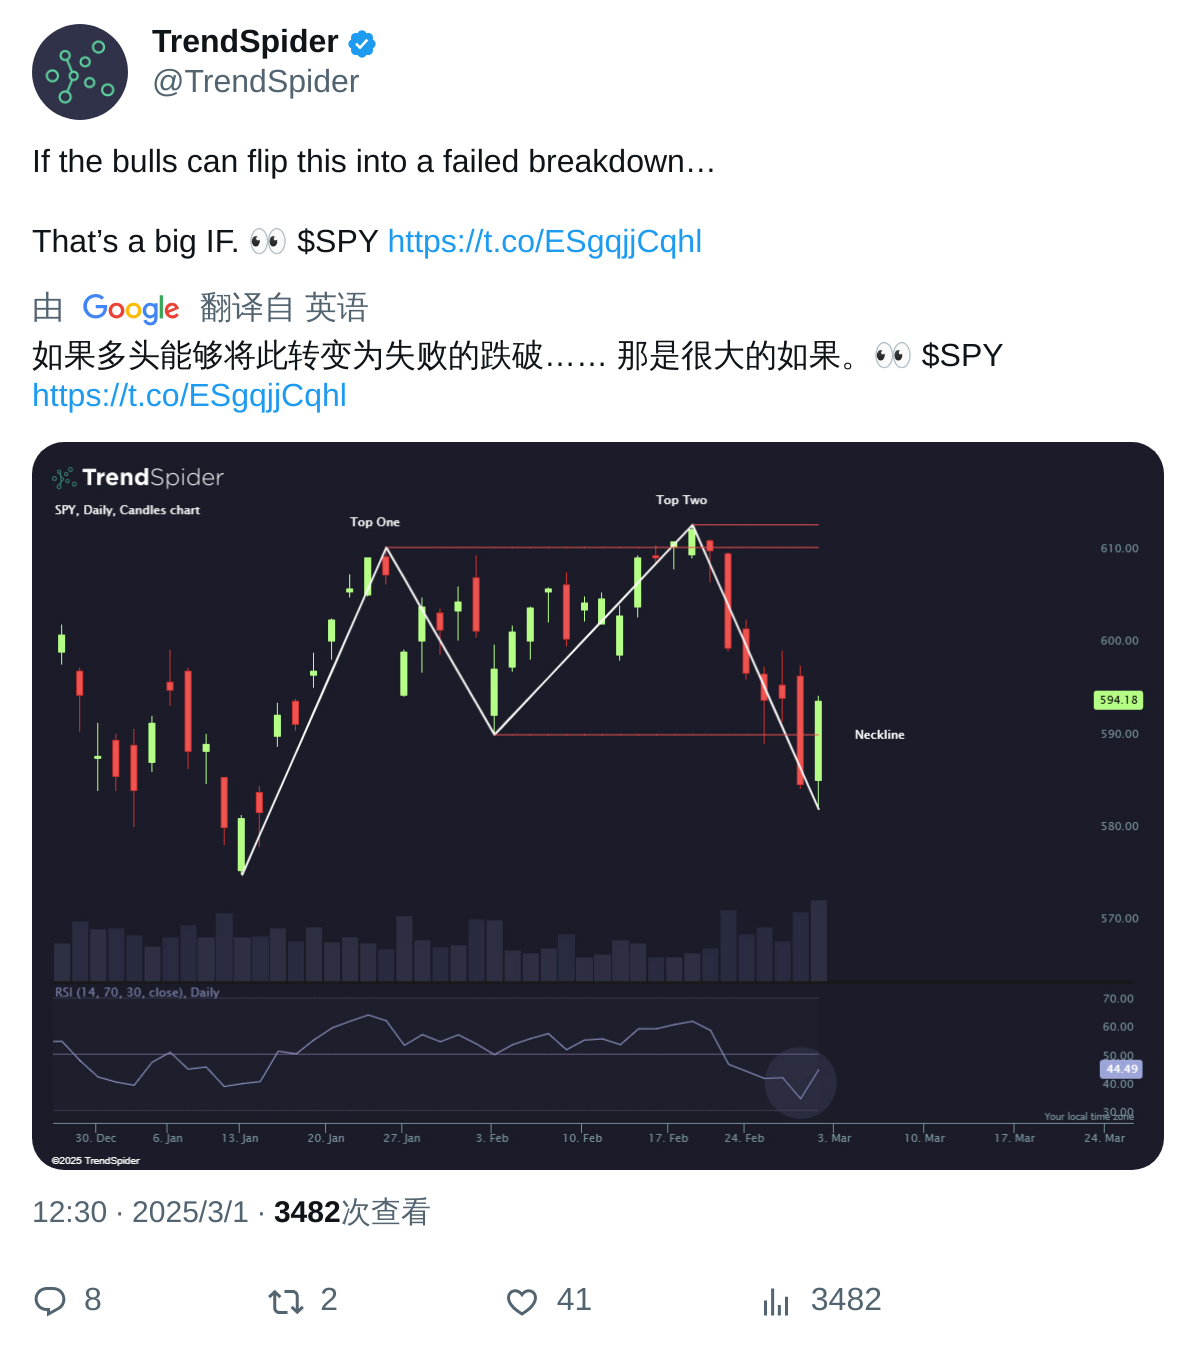 TrendSpider
@TrendSpider
If the bulls can flip this into a failed breakdown…
That’s a big IF. 👀 $SPY https://t.co/ESgqjjCqhl
由 Google 翻译自 英语
如果多头能够将此转变为失败的跌破…… 那是很大的如果。👀 $SPY
https://t.co/ESgqjjCqhl
TrendSpider
SPY, Daily, Candles chart
Top One
Top Two
610.00
600.00
594.18
590.00
Neckline
580.00
570.00
RSI (14, 70, 30, close), Daily
70.00
60.00
50.00
44.49
40.00
30.00
Your local time zone
30. Dec 6. Jan 13. Jan 20. Jan 27. Jan 3. Feb 10. Feb 17. Feb 24. Feb 3. Mar 10. Mar 17. Mar 24. Mar
©2025 TrendSpider
12:30 · 2025/3/1 · 3482次查看
8 2 41 3482